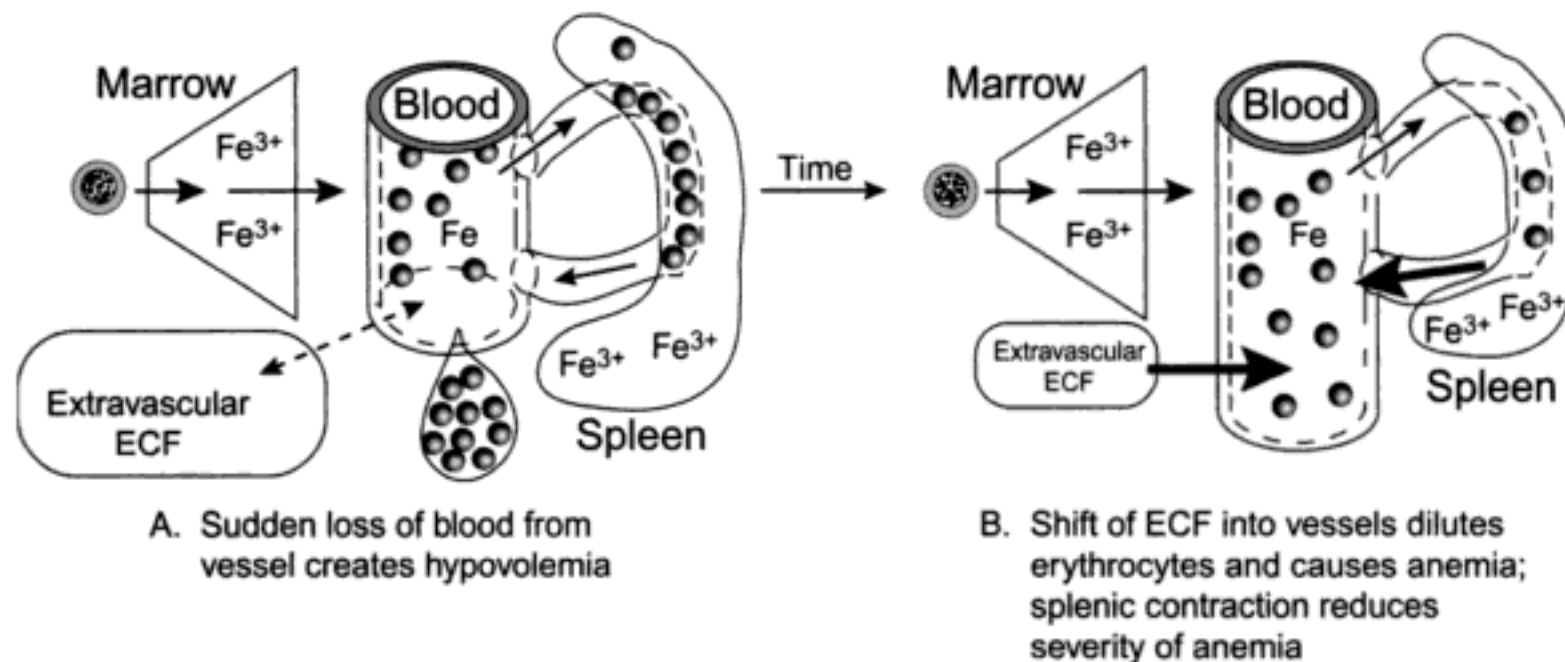 Marrow
Fe³⁺
Fe³⁺
Blood
Fe
Extravascular
ECF
Fe³⁺
Fe³⁺
Spleen
A. Sudden loss of blood from
vessel creates hypovolemia
Time
Marrow
Fe³⁺
Fe³⁺
Blood
Fe
Extravascular
ECF
Fe³⁺
Fe³⁺
Spleen
B. Shift of ECF into vessels dilutes
erythrocytes and causes anemia;
splenic contraction reduces
severity of anemia